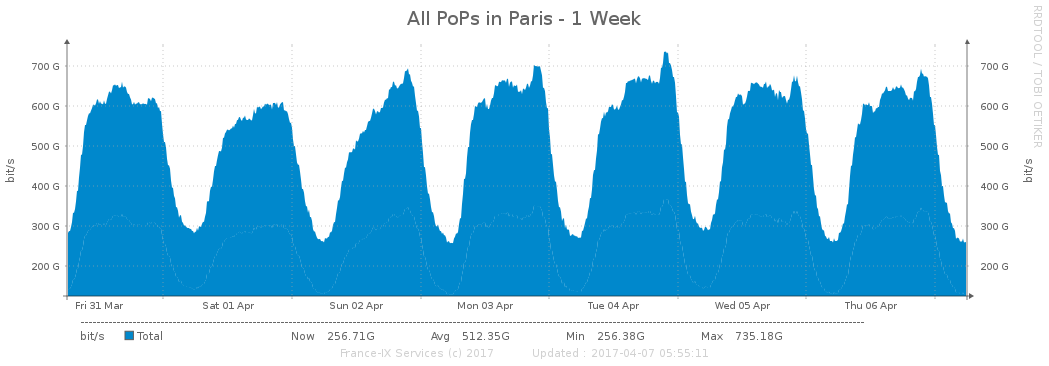 All PoPs in Paris - 1 Week
RRDTOOL / TOBI OETIKER
bit/s
bit/s
700 G 700 G
600 G 600 G
500 G 500 G
400 G 400 G
300 G 300 G
200 G 200 G
Fri 31 Mar Sat 01 Apr Sun 02 Apr Mon 03 Apr Tue 04 Apr Wed 05 Apr Thu 06 Apr
bit/s Total Now 256.71G Avg 512.35G Min 256.38G Max 735.18G
France-IX Services (c) 2017 Updated : 2017-04-07 05:55:11